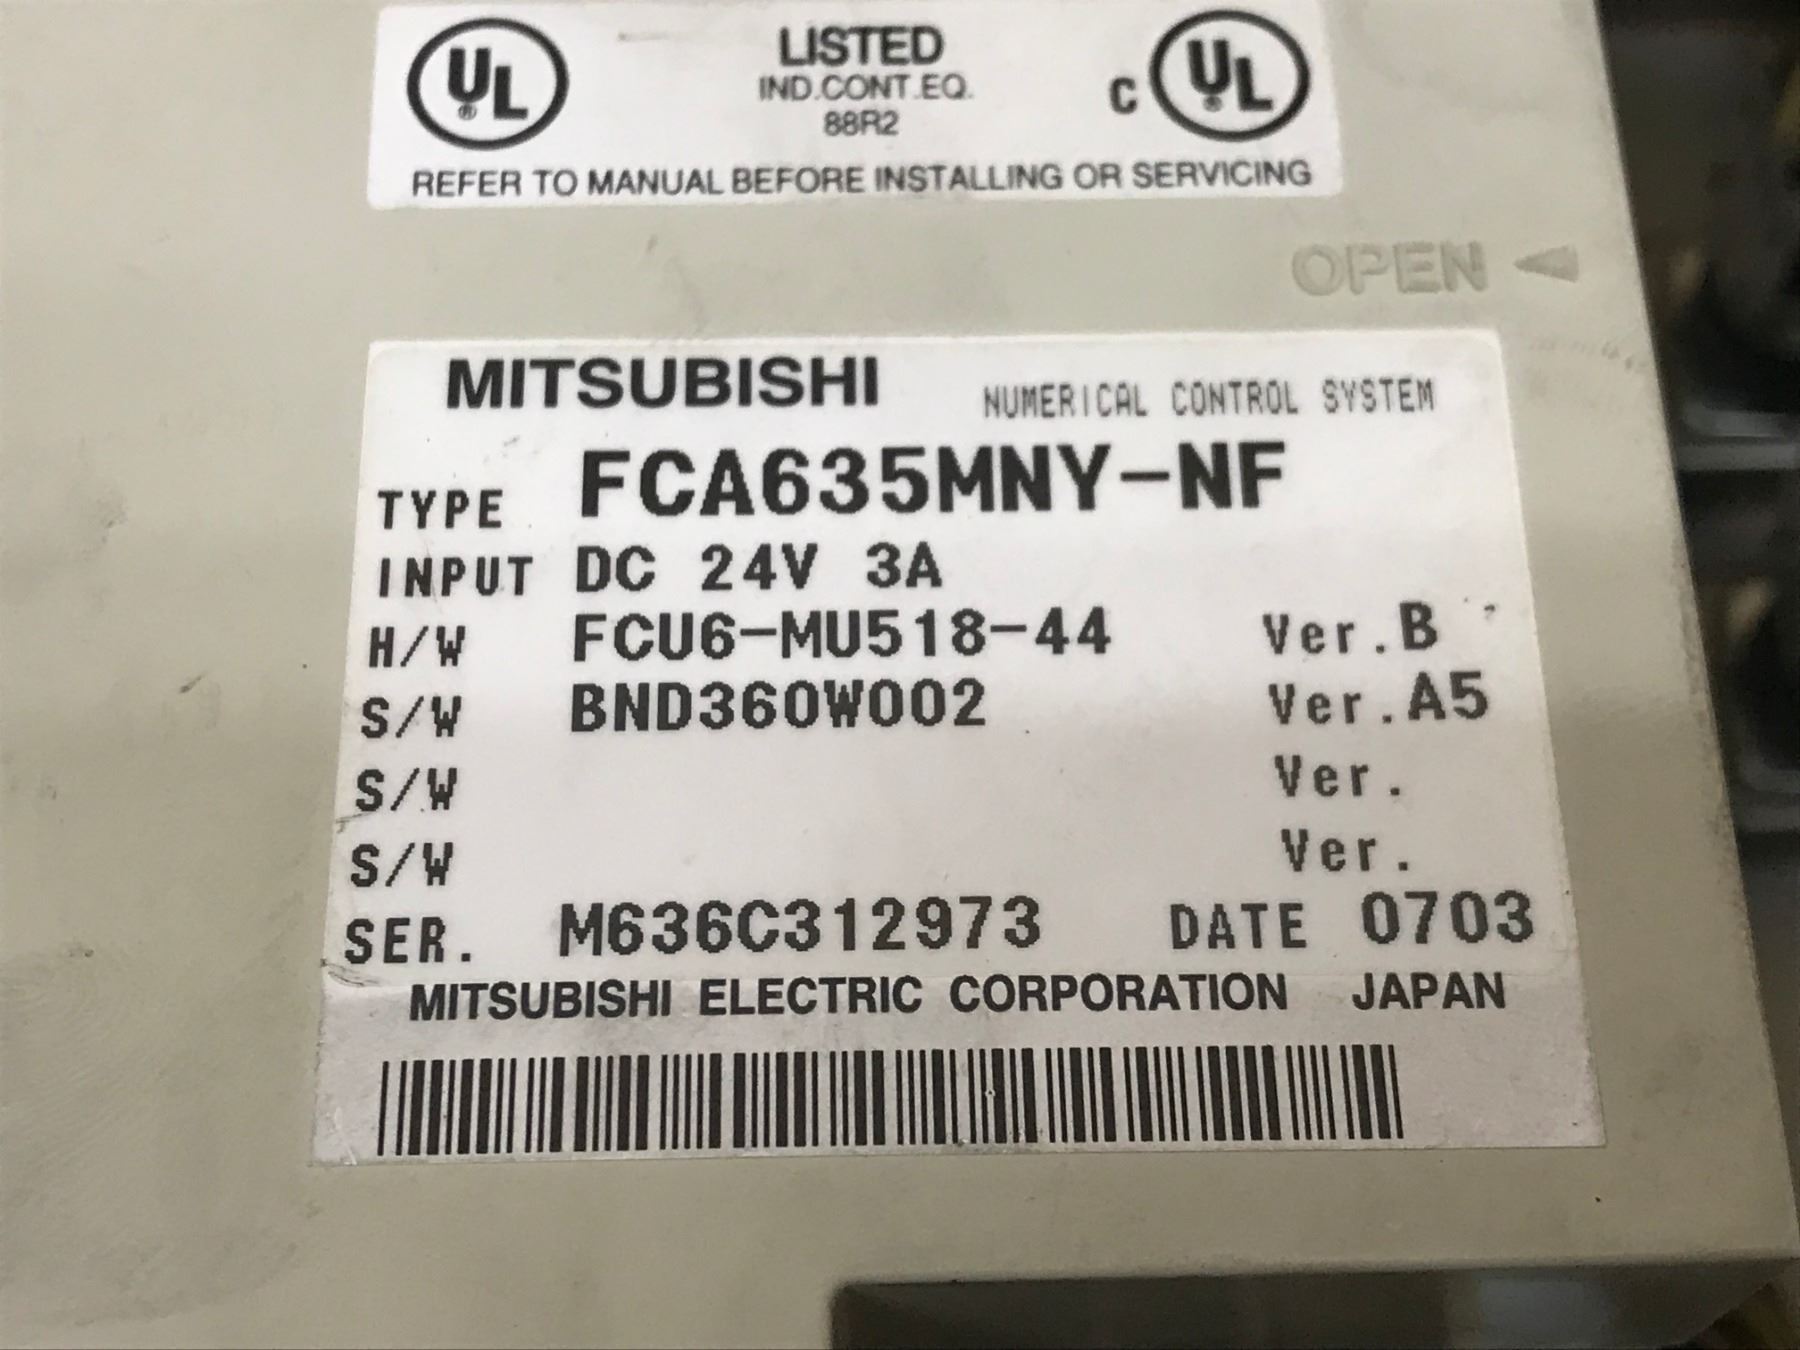 UL® LISTED C UL®
IND.CONT.EQ.
88R2
REFER TO MANUAL BEFORE INSTALLING OR SERVICING
OPEN ◀
MITSUBISHI NUMERICAL CONTROL SYSTEM
TYPE FCA635MNY-NF
INPUT DC 24V 3A
H/W FCU6-MU518-44 Ver.B
S/W BND360W002 Ver.A5
S/W Ver.
S/W Ver.
SER. M636C312973 DATE 0703
MITSUBISHI ELECTRIC CORPORATION JAPAN